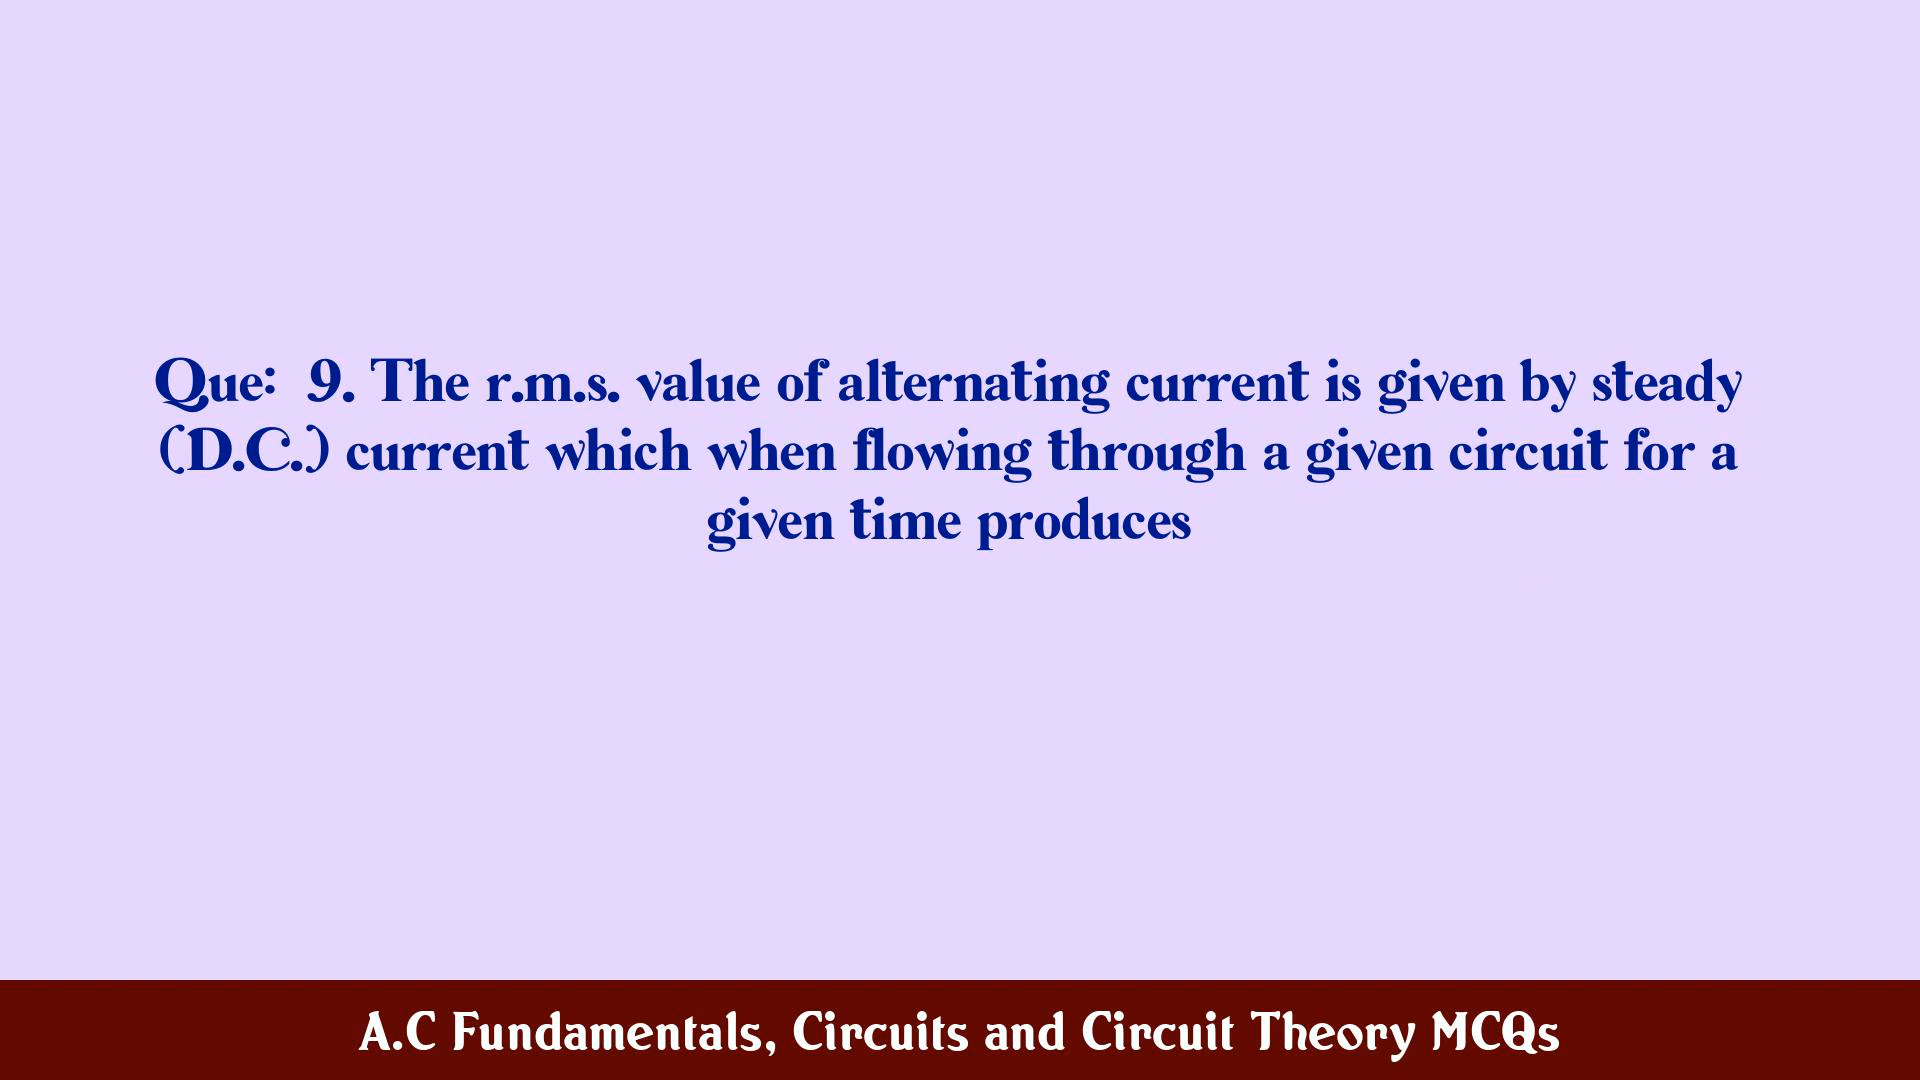 Que:  9. The r.m.s. value of alternating current is given by steady
(D.C.) current which when flowing through a given circuit for a
given time produces
A.C Fundamentals, Circuits and Circuit Theory MCQs